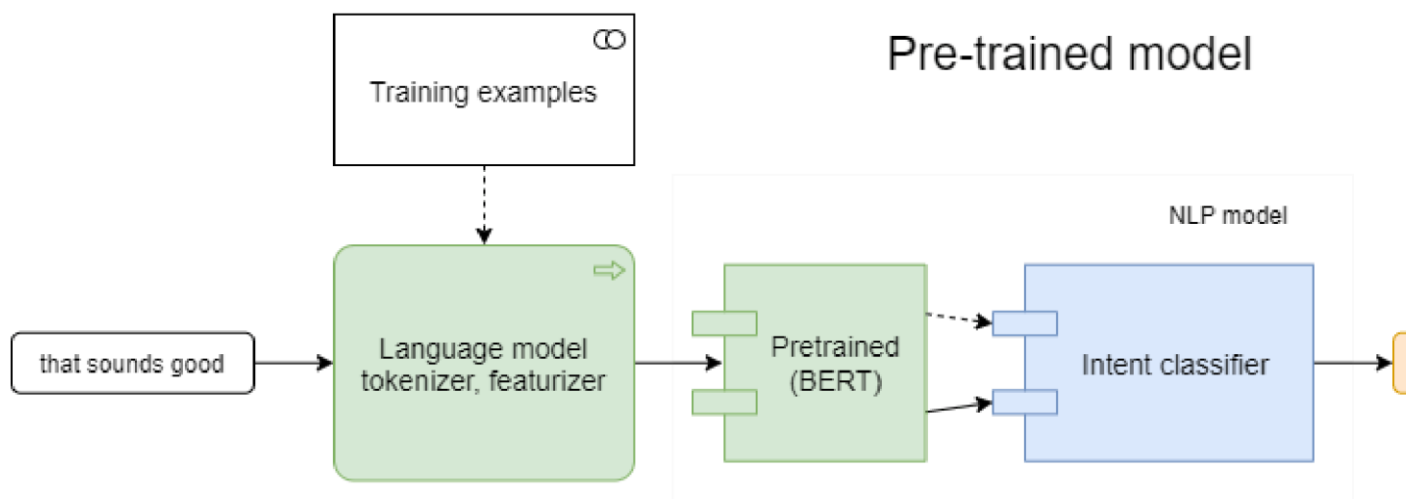 Pre-trained model
Training examples
NLP model
that sounds good
Language model
tokenizer, featurizer
Pretrained
(BERT)
Intent classifier